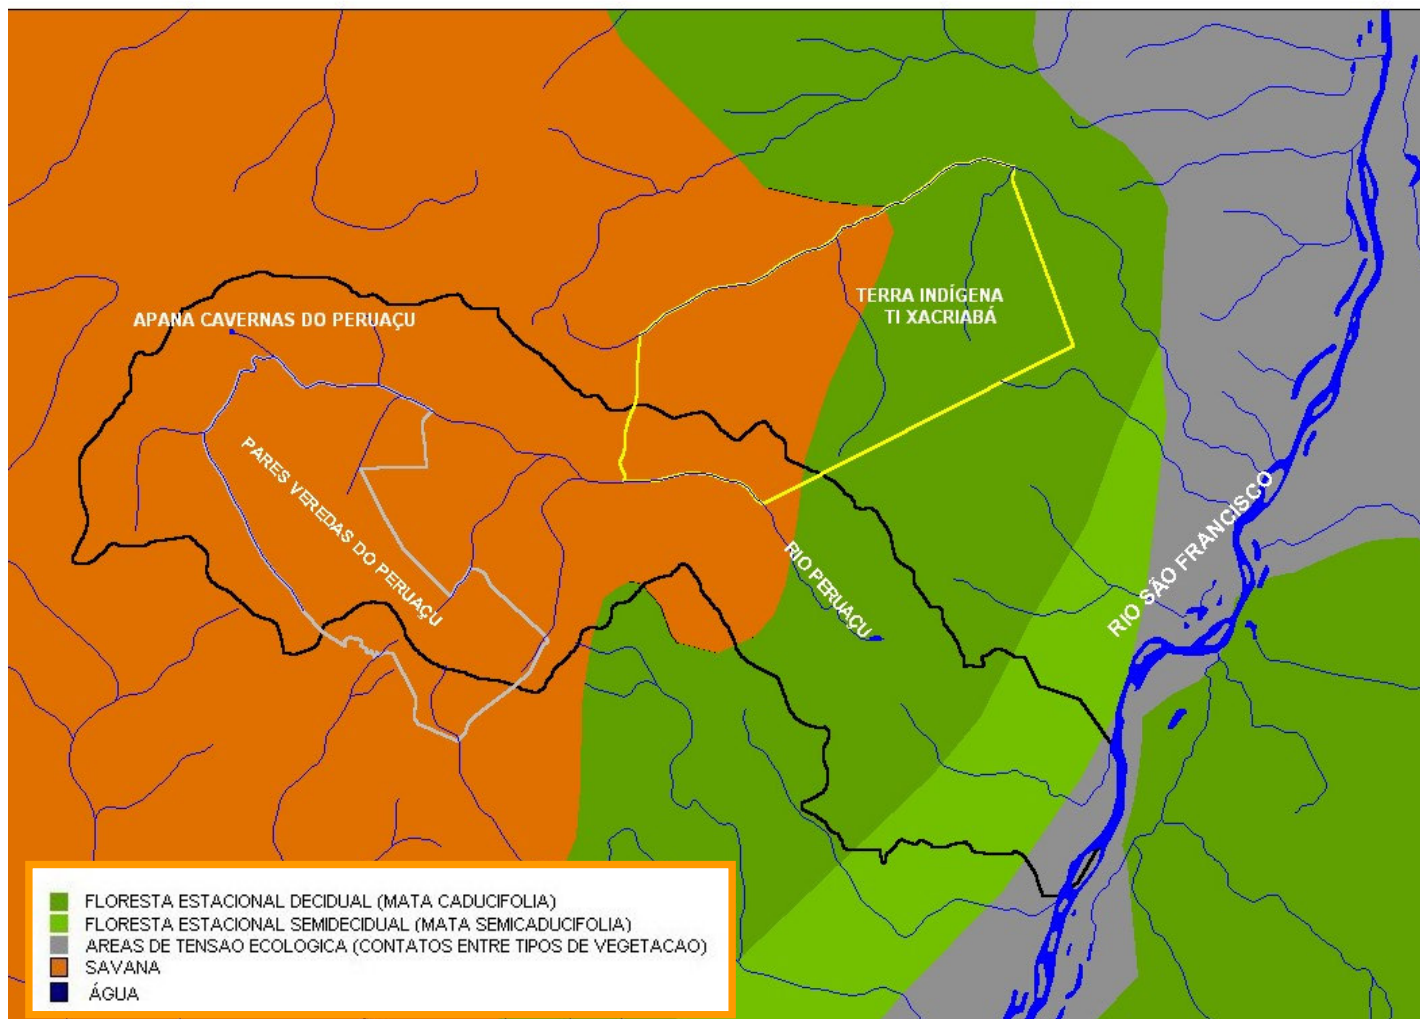 APANA CAVERNAS DO PERUAÇU
TERRA INDÍGENA
TI XACRIABÁ
PARES VEREDAS DO PERUAÇU
RIO PERUAÇU
RIO SÃO FRANCISCO
FLORESTA ESTACIONAL DECIDUAL (MATA CADUCIFOLIA)
FLORESTA ESTACIONAL SEMIDECIDUAL (MATA SEMICADUCIFOLIA)
AREAS DE TENSAO ECOLOGICA (CONTATOS ENTRE TIPOS DE VEGETACAO)
SAVANA
ÁGUA